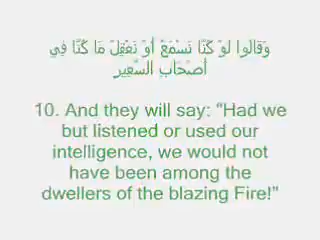 وَقَالُوا لَوْ كُنَّا نَسْمَعُ أَوْ نَعْقِلُ مَا كُنَّا فِي
أَصْحَابِ السَّعِيرِ
10. And they will say: "Had we
but listened or used our
intelligence, we would not
have been among the
dwellers of the blazing Fire!"